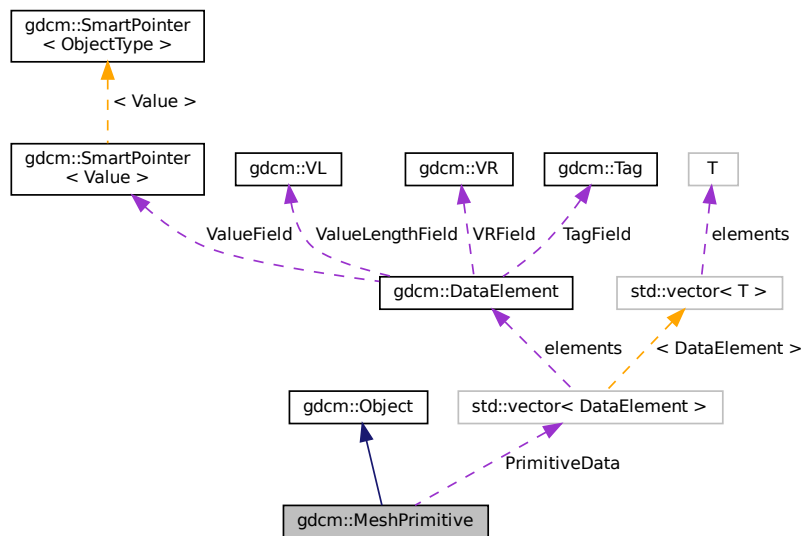 gdcm::SmartPointer
< ObjectType >
< Value >
gdcm::SmartPointer
< Value >
gdcm::VL
gdcm::VR
gdcm::Tag
T
ValueField
ValueLengthField
VRField
TagField
elements
gdcm::DataElement
std::vector< T >
elements
< DataElement >
gdcm::Object
std::vector< DataElement >
PrimitiveData
gdcm::MeshPrimitive